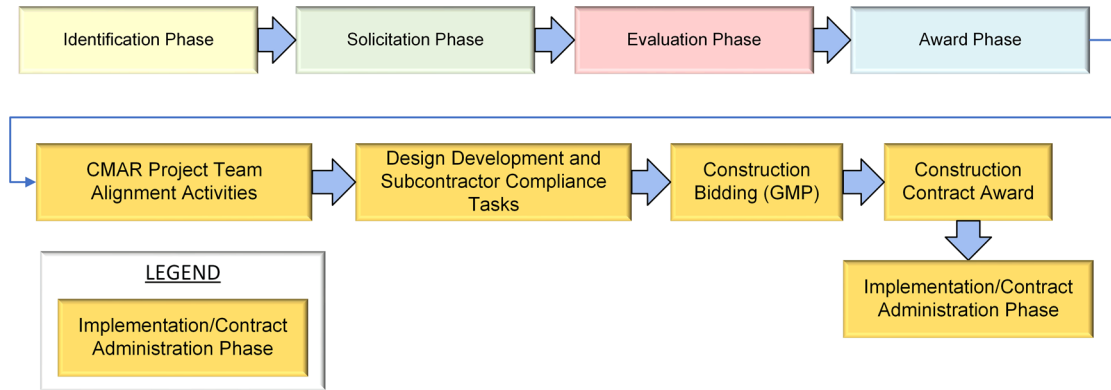 Identification Phase
Solicitation Phase
Evaluation Phase
Award Phase
CMAR Project Team
Alignment Activities
Design Development and
Subcontractor Compliance
Tasks
Construction
Bidding (GMP)
Construction
Contract Award
Implementation/Contract
Administration Phase
LEGEND
Implementation/Contract
Administration Phase